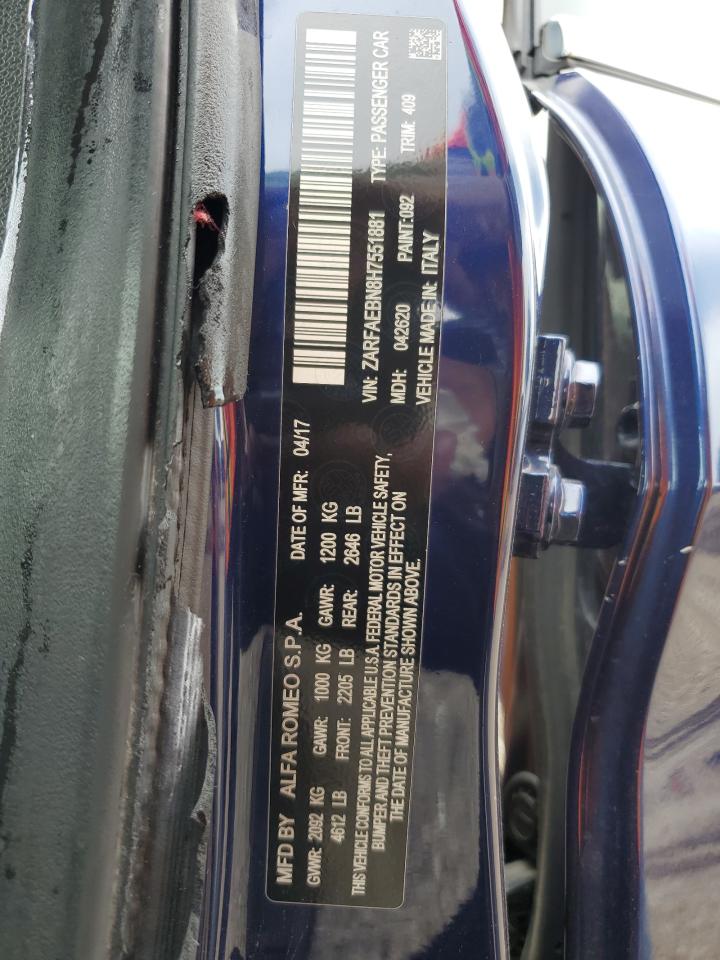 MFD BY ALFA ROMEO S.P.A. DATE OF MFR: 04/17
GVWR: 2092 KG GAWR: 1000 KG GAWR: 1200 KG
4612 LB FRONT: 2205 LB REAR: 2646 LB
THIS VEHICLE CONFORMS TO ALL APPLICABLE U.S.A. FEDERAL MOTOR VEHICLE SAFETY,
BUMPER AND THEFT PREVENTION STANDARDS IN EFFECT ON
THE DATE OF MANUFACTURE SHOWN ABOVE.
VIN: ZARFAEBN8H7551881 TYPE: PASSENGER CAR
MDH: 042620 PAINT:092 TRIM: 409
VEHICLE MADE IN: ITALY